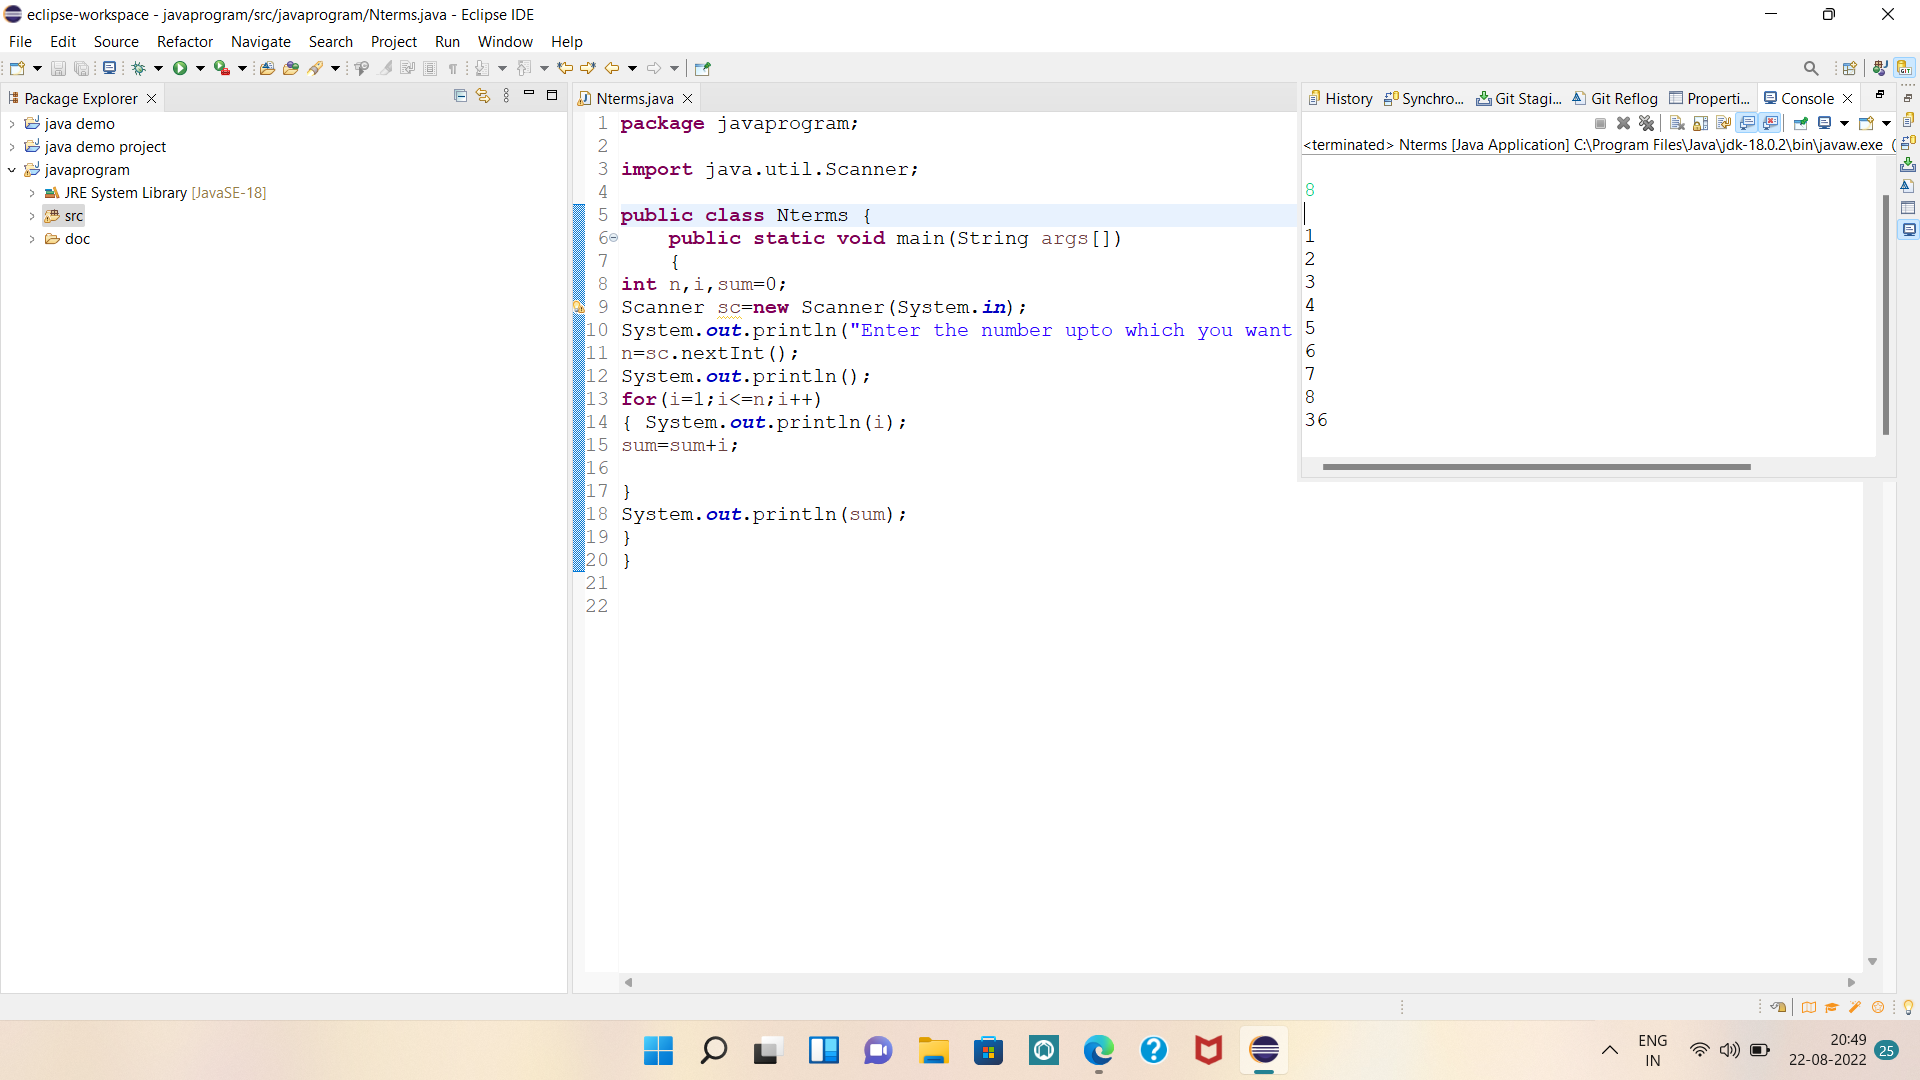 eclipse-workspace - javaprogram/src/javaprogram/Nterms.java - Eclipse IDE
File Edit Source Refactor Navigate Search Project Run Window Help
Package Explorer
java demo
java demo project
javaprogram
JRE System Library [JavaSE-18]
src
doc
Nterms.java
1 package javaprogram;
2
3 import java.util.Scanner;
4
5 public class Nterms {
6 public static void main(String args[])
7 {
8 int n,i,sum=0;
9 Scanner sc=new Scanner(System.in);
10 System.out.println("Enter the number upto which you want
11 n=sc.nextInt();
12 System.out.println();
13 for(i=1;i<=n;i++)
14 { System.out.println(i);
15 sum=sum+i;
16
17 }
18 System.out.println(sum);
19 }
20 }
21
22
History Synchro... Git Stagi... Git Reflog Properti... Console
<terminated> Nterms [Java Application] C:\Program Files\Java\jdk-18.0.2\bin\javaw.exe (
8
1
2
3
4
5
6
7
8
36
ENG
IN
20:49
22-08-2022
25